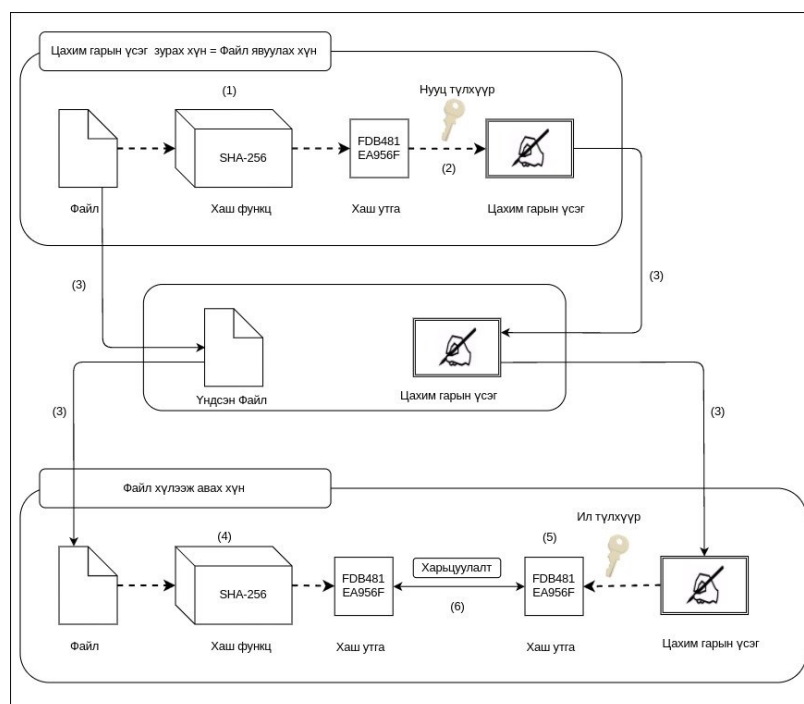 Цахим гарын үсэг зурах хүн = Файл явуулах хүн
(1)
Нууц түлхүүр
SHA-256
FDB481
EA956F
(2)
Файл
Хаш функц
Хаш утга
Цахим гарын үсэг
(3)
(3)
Үндсэн Файл
Цахим гарын үсэг
(3)
(3)
Файл хүлээж авах хүн
(4)
(5)
Ил түлхүүр
SHA-256
FDB481
EA956F
Харьцуулалт
(6)
FDB481
EA956F
Файл
Хаш функц
Хаш утга
Хаш утга
Цахим гарын үсэг